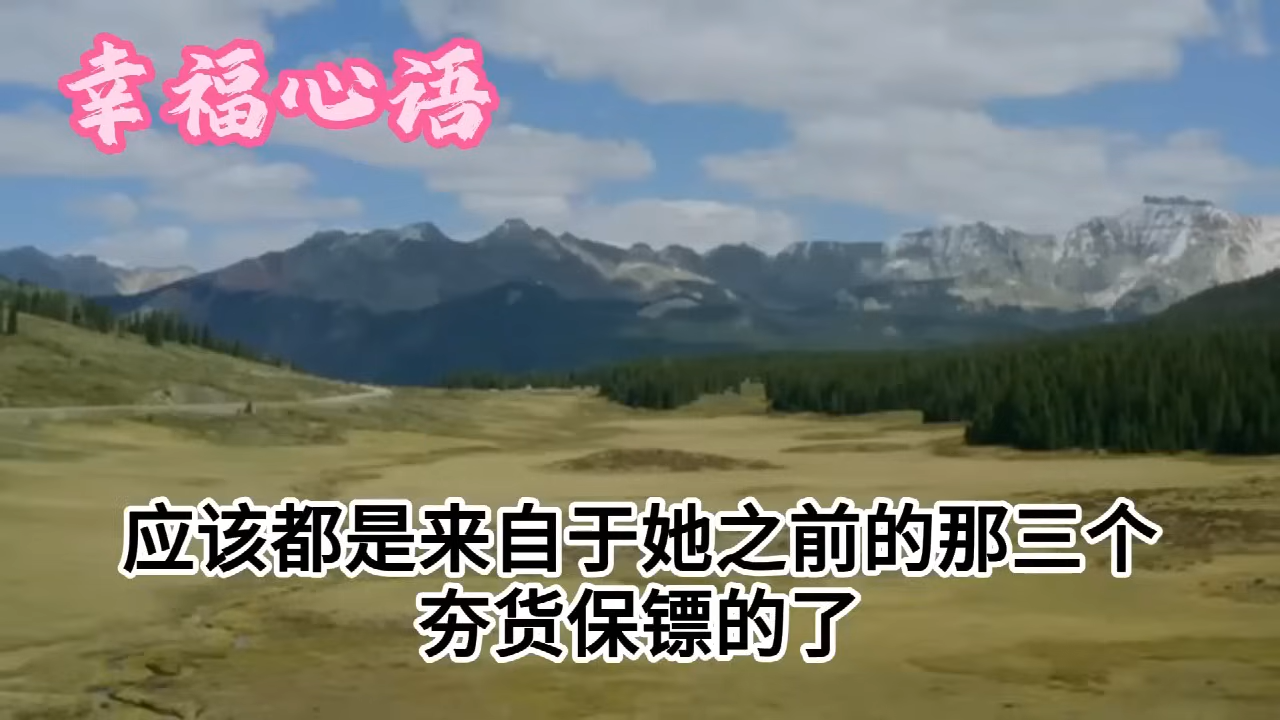 幸福心语
应该都是来自于她之前的那三个
夯货保镖的了